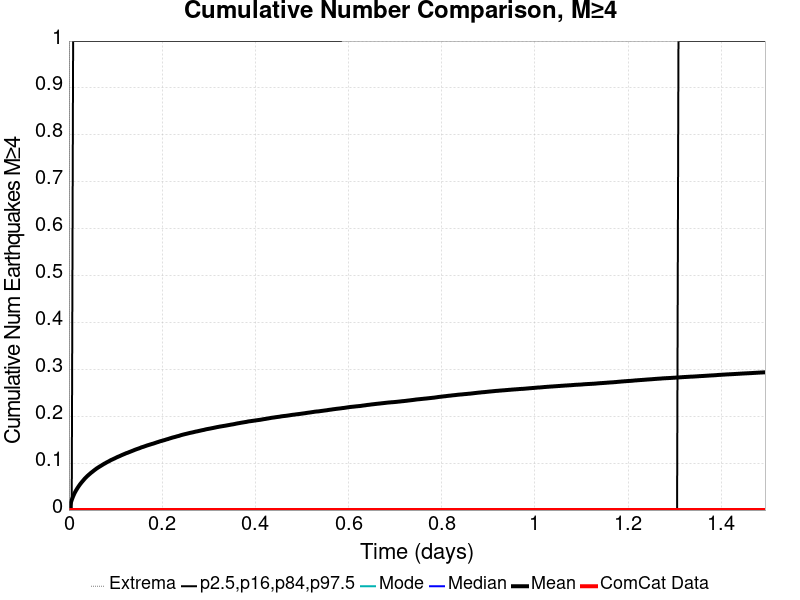 Cumulative Number Comparison, M≥4
Cumulative Num Earthquakes M≥4
1
0.9
0.8
0.7
0.6
0.5
0.4
0.3
0.2
0.1
0
0 0.2 0.4 0.6 0.8 1 1.2 1.4
Time (days)
Extrema p2.5,p16,p84,p97.5 Mode Median Mean ComCat Data